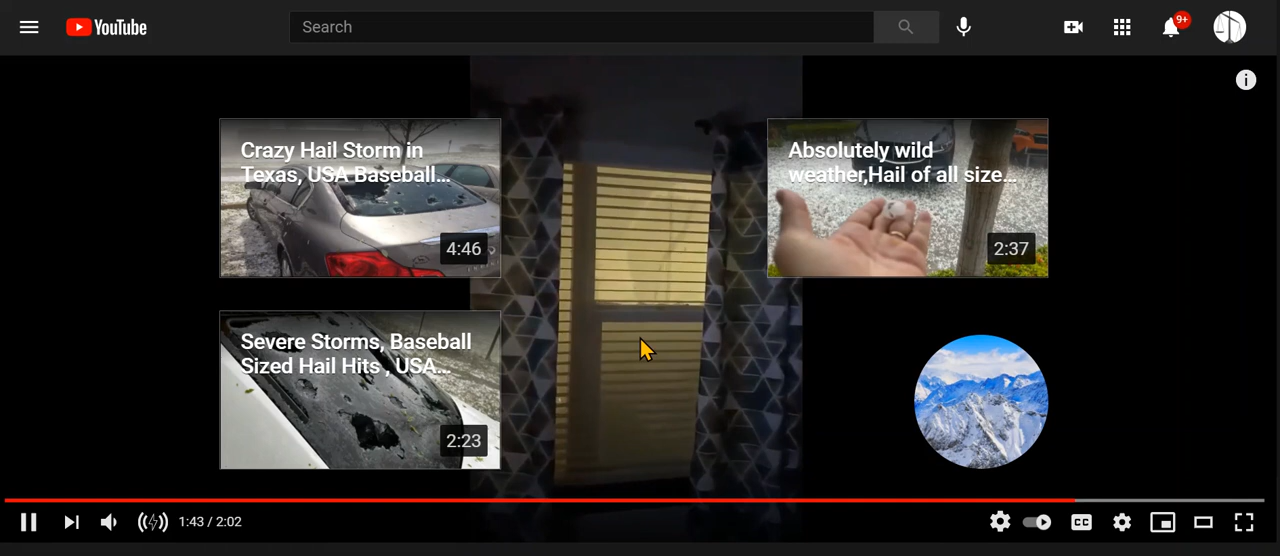 YouTube
Search
9+
Crazy Hail Storm in
Texas, USA Baseball...
4:46
Absolutely wild
weather,Hail of all size...
2:37
Severe Storms, Baseball
Sized Hail Hits , USA...
2:23
1:43 / 2:02
CC